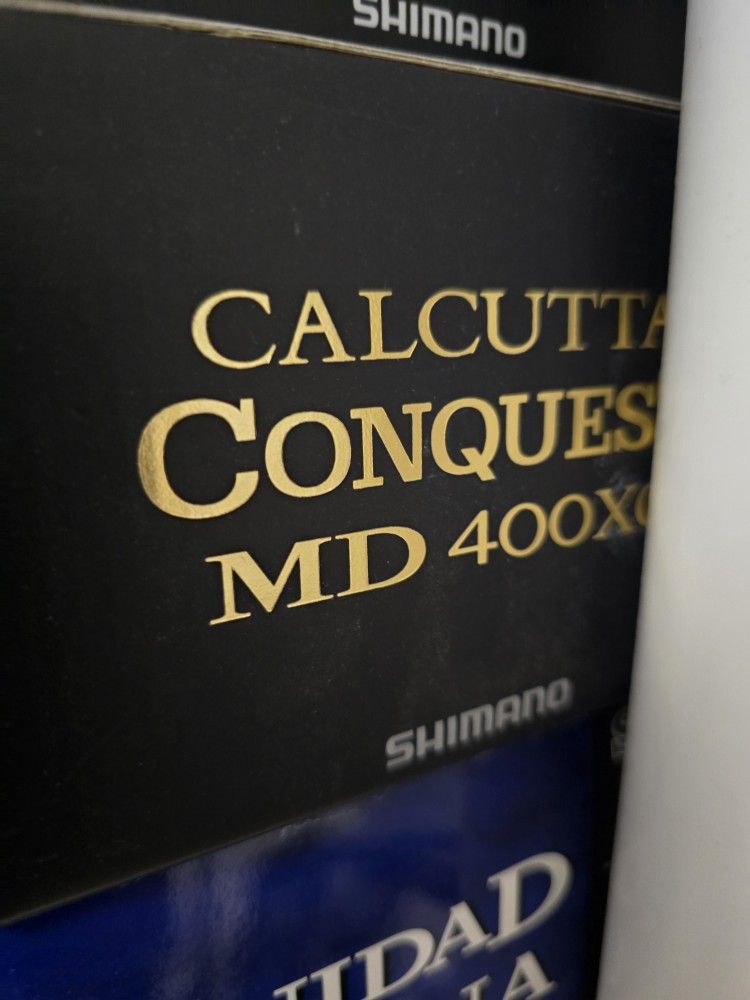 SHIMANO
CALCUTTA
CONQUES
MD 400X
SHIMANO